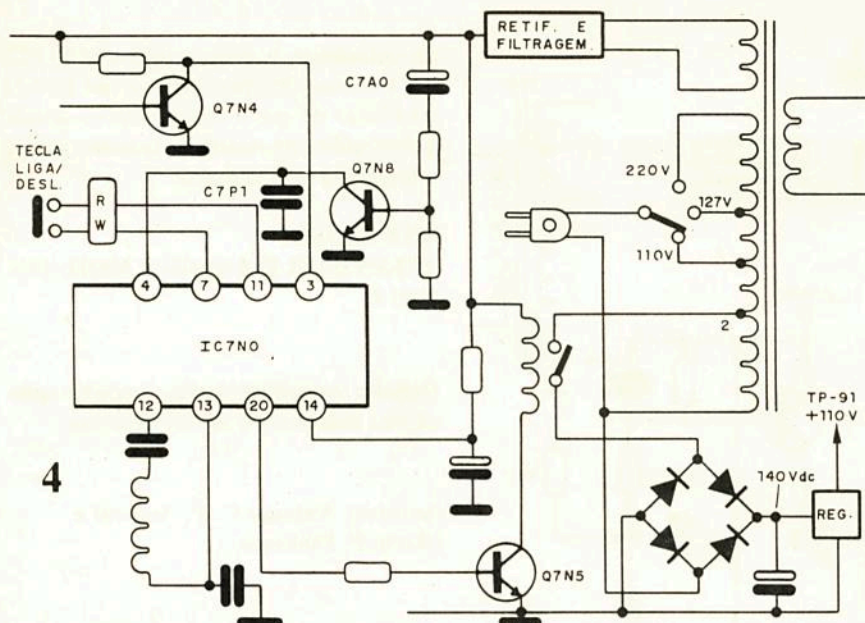 RETIF. E
FILTRAGEM.
C7A0
Q7N4
TECLA
LIGA/
DESL.
R
W
C7P1
Q7N8
220V
127V
110V
4
7
11
3
IC7N0
2
12
13
20
14
TP-91
+110V
4
140Vdc
REG.
Q7N5